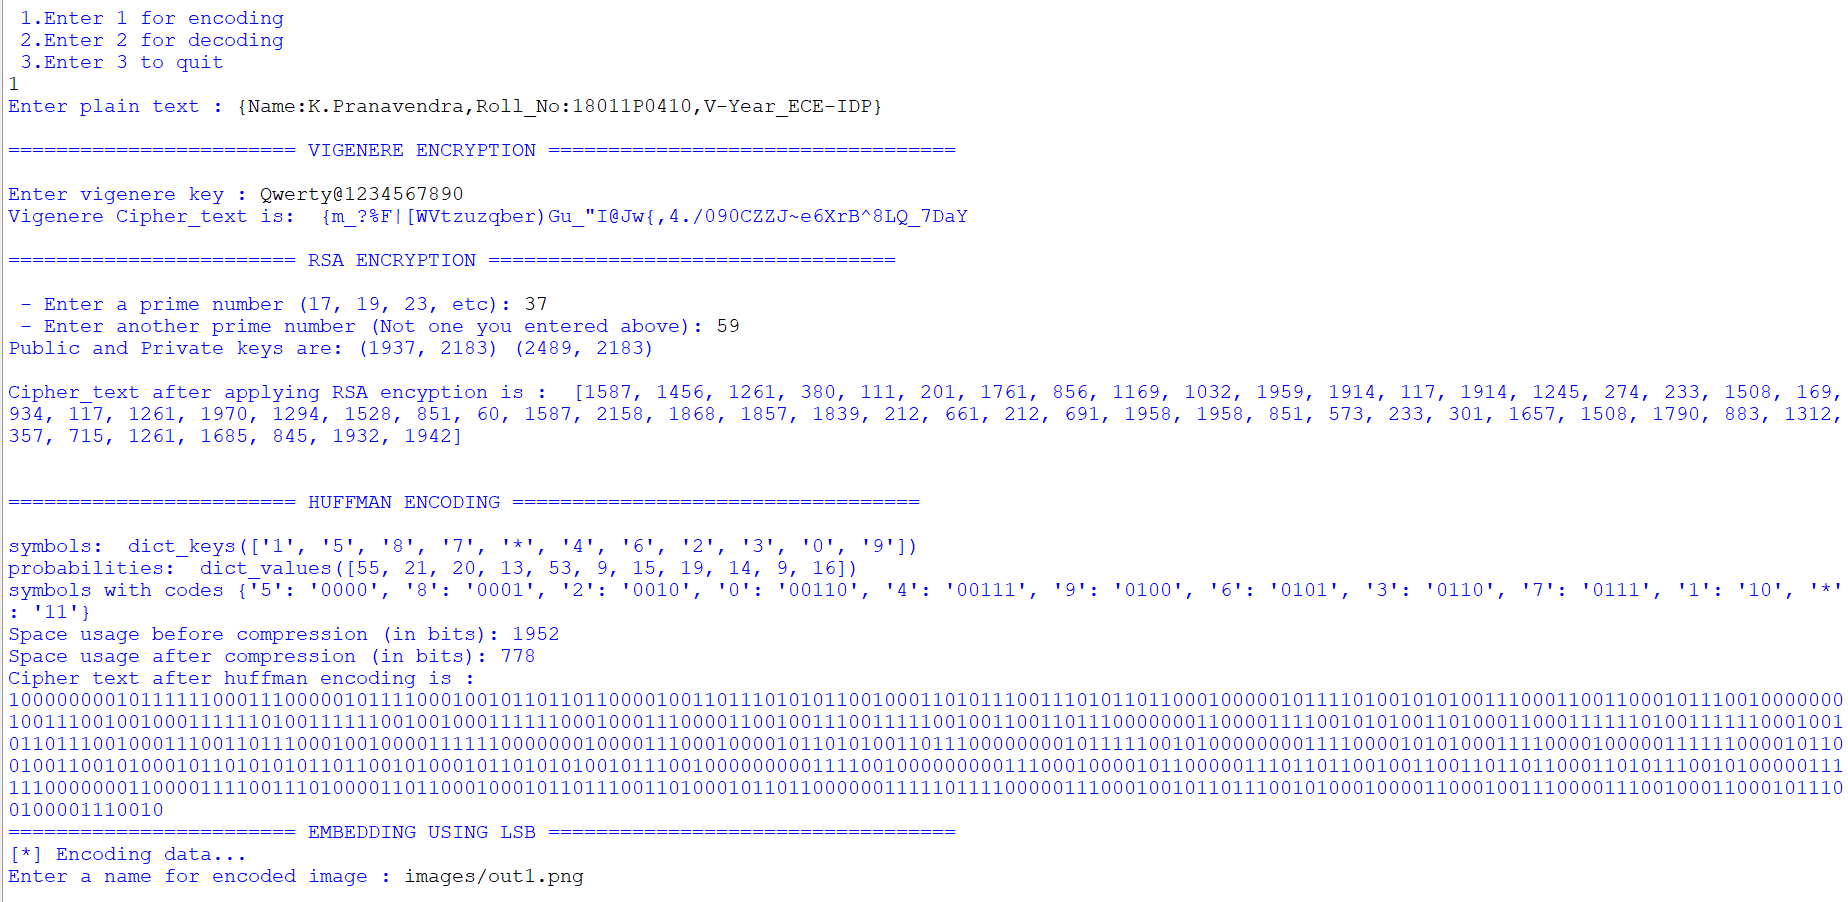 1.Enter 1 for encoding
2.Enter 2 for decoding
3.Enter 3 to quit
1
Enter plain text : {Name:K.Pranavendra,Roll_No:18011P0410,V-Year_ECE-IDP}
======================== VIGENERE ENCRYPTION ==================================
Enter vigenere key : Qwerty@1234567890
Vigenere Cipher_text is:  {m_?%F|[WVtzuzqber)Gu_"I@Jw{,4./090CZZJ~e6XrB^8LQ_7DaY
======================== RSA ENCRYPTION ==================================
- Enter a prime number (17, 19, 23, etc): 37
- Enter another prime number (Not one you entered above): 59
Public and Private keys are: (1937, 2183) (2489, 2183)
Cipher_text after applying RSA encyption is :  [1587, 1456, 1261, 380, 111, 201, 1761, 856, 1169, 1032, 1959, 1914, 117, 1914, 1245, 274, 233, 1508, 169,
934, 117, 1261, 1970, 1294, 1528, 851, 60, 1587, 2158, 1868, 1857, 1839, 212, 661, 212, 691, 1958, 1958, 851, 573, 233, 301, 1657, 1508, 1790, 883, 1312,
357, 715, 1261, 1685, 845, 1932, 1942]
======================== HUFFMAN ENCODING ==================================
symbols:  dict_keys(['1', '5', '8', '7', '*', '4', '6', '2', '3', '0', '9'])
probabilities:  dict_values([55, 21, 20, 13, 53, 9, 15, 19, 14, 9, 16])
symbols with codes {'5': '0000', '8': '0001', '2': '0010', '0': '00110', '4': '00111', '9': '0100', '6': '0101', '3': '0110', '7': '0111', '1': '10', '*'
: '11'}
Space usage before compression (in bits): 1952
Space usage after compression (in bits): 778
Cipher text after huffman encoding is :
0100001110010
======================== EMBEDDING USING LSB ==================================
[*] Encoding data...
Enter a name for encoded image : images/out1.png